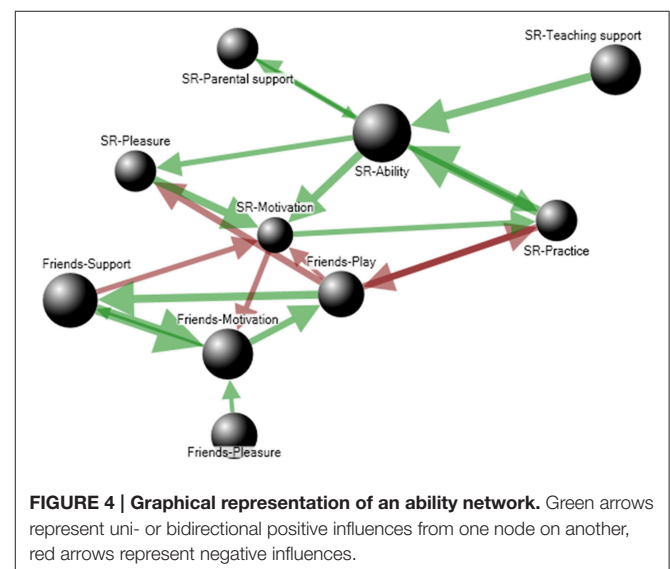 SR-Teaching support
SR-Parental support
SR-Pleasure
SR-Ability
SR-Motivation
SR-Practice
Friends-Support
Friends-Play
Friends-Motivation
Friends-Pleasure
FIGURE 4 | Graphical representation of an ability network. Green arrows
represent uni- or bidirectional positive influences from one node on another,
red arrows represent negative influences.